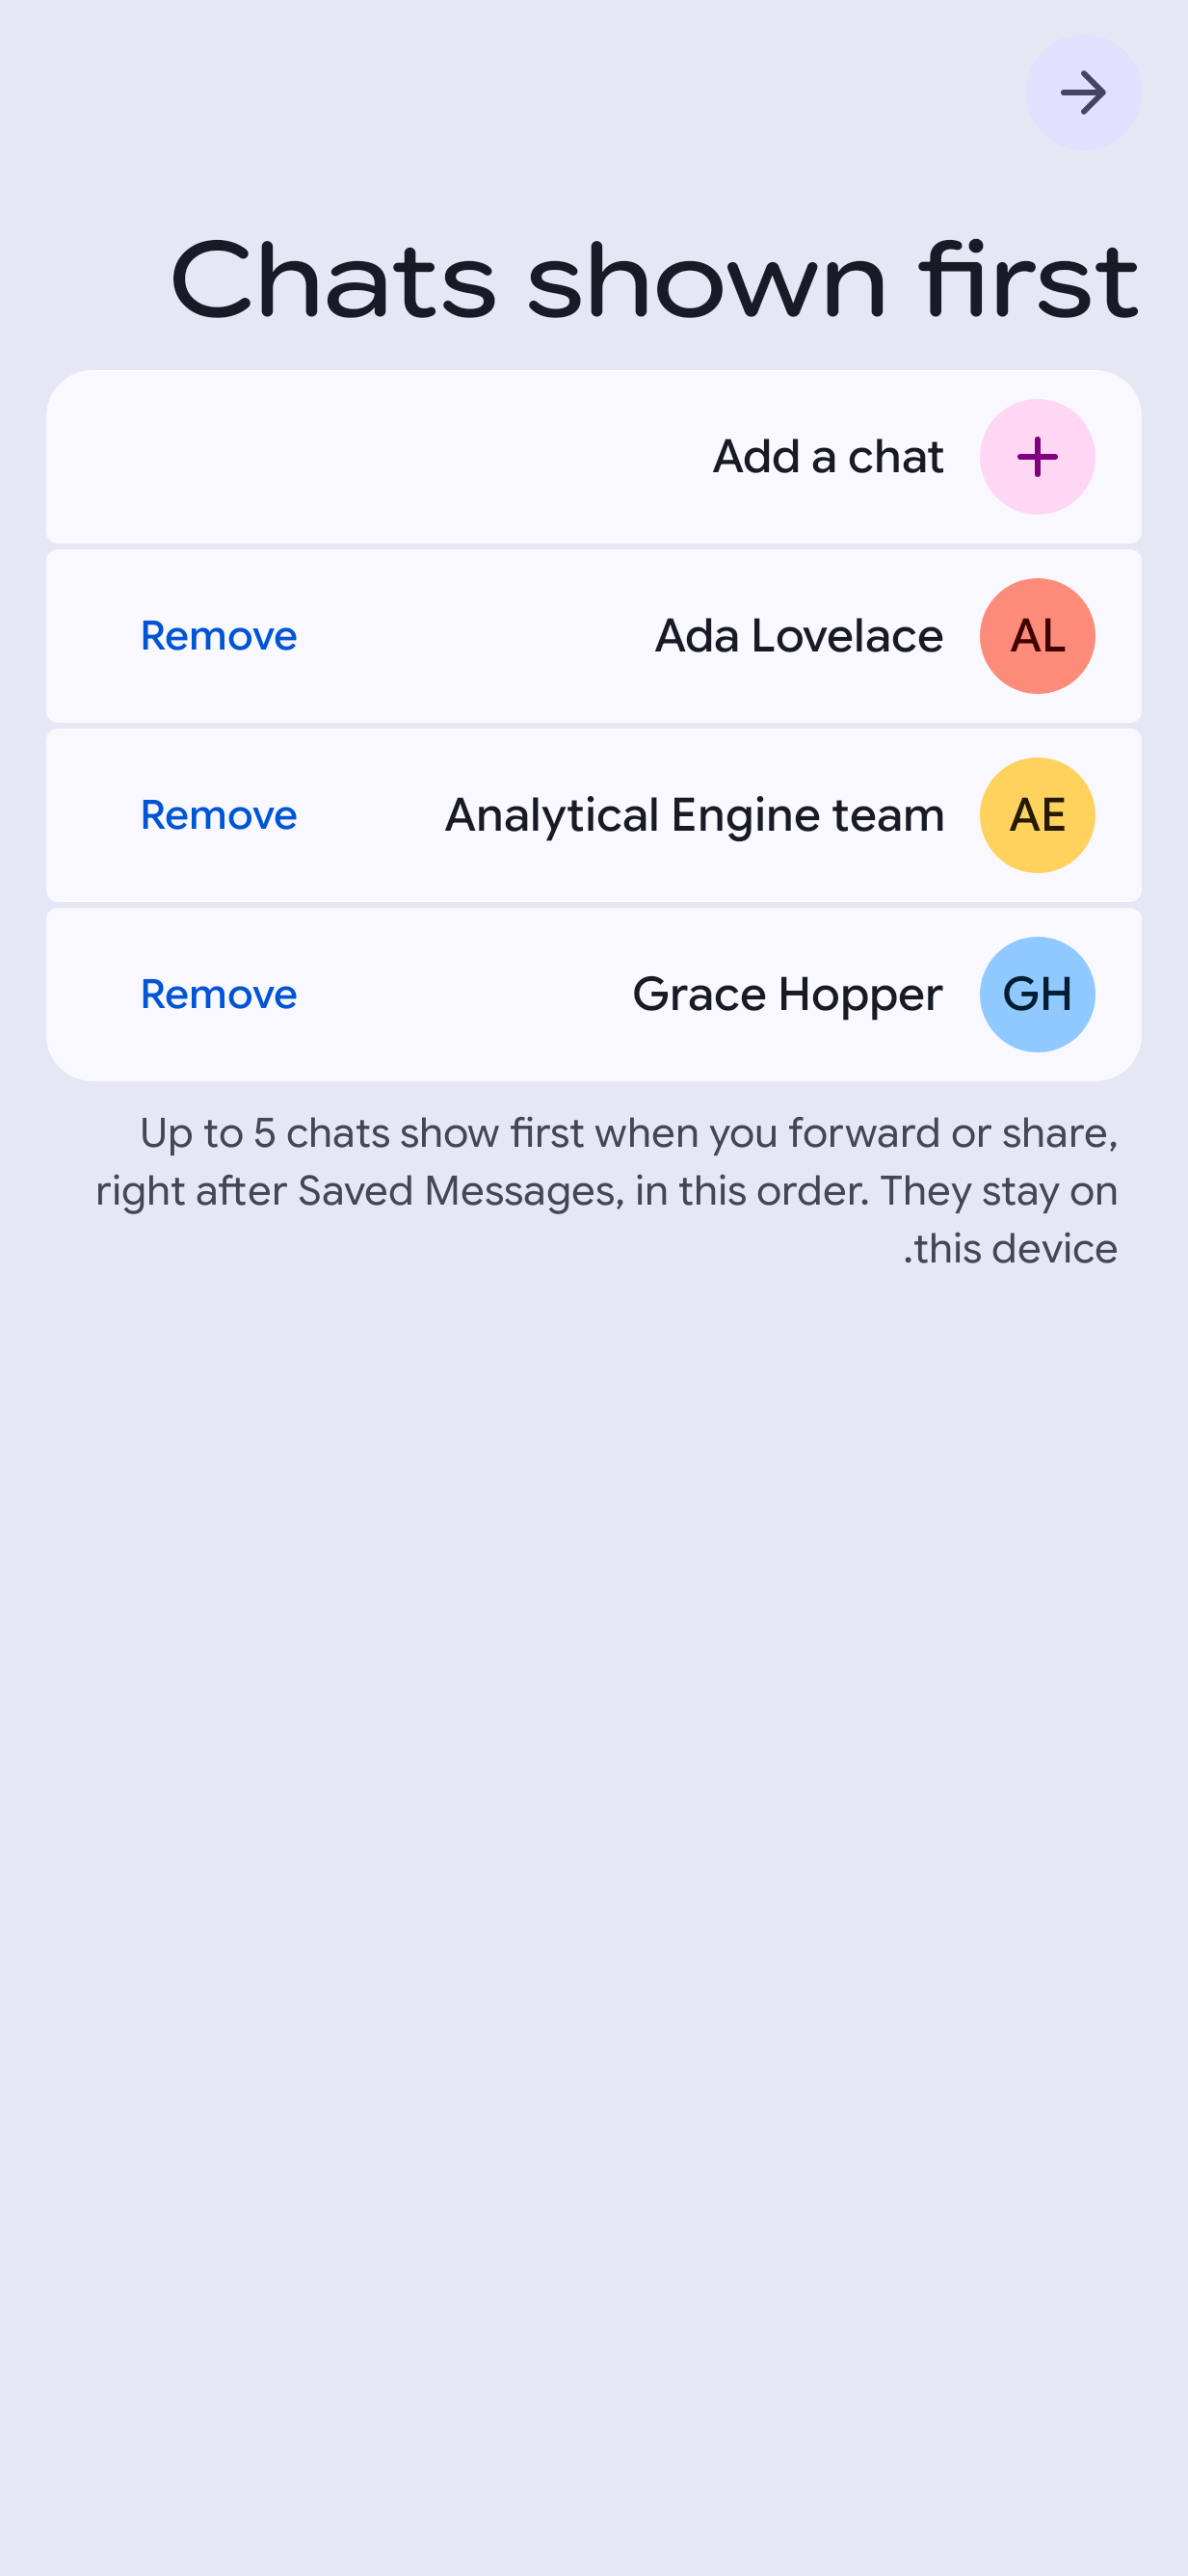 Chats shown first
Add a chat
AL
Ada Lovelace
Remove
AE
Analytical Engine team
Remove
GH
Grace Hopper
Remove
Up to 5 chats show first when you forward or share,
right after Saved Messages, in this order. They stay on
.this device